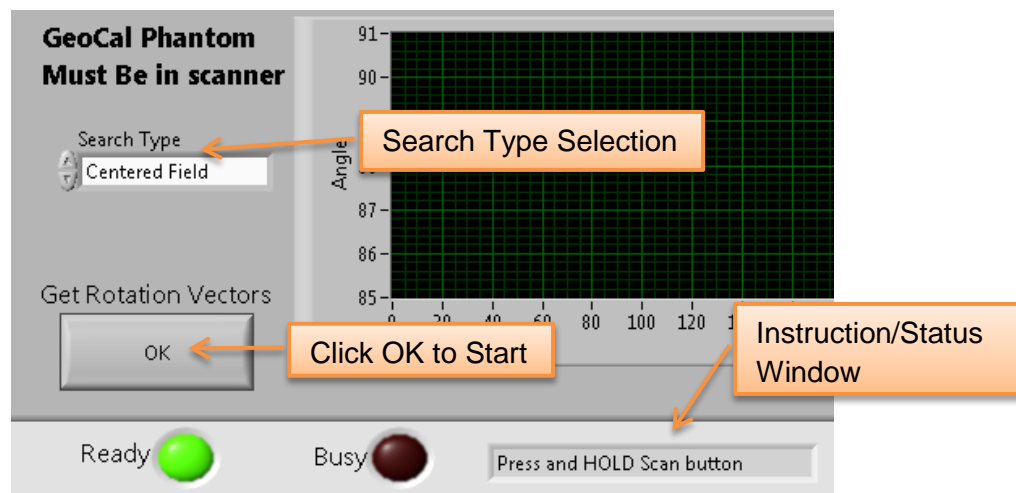 GeoCal Phantom
Must Be in scanner
Search Type
Centered Field
Get Rotation Vectors
OK
91
90
87
86
85
Angle
0 20 40 60 80 100 120
Search Type Selection
Click OK to Start
Instruction/Status
Window
Ready
Busy
Press and HOLD Scan button